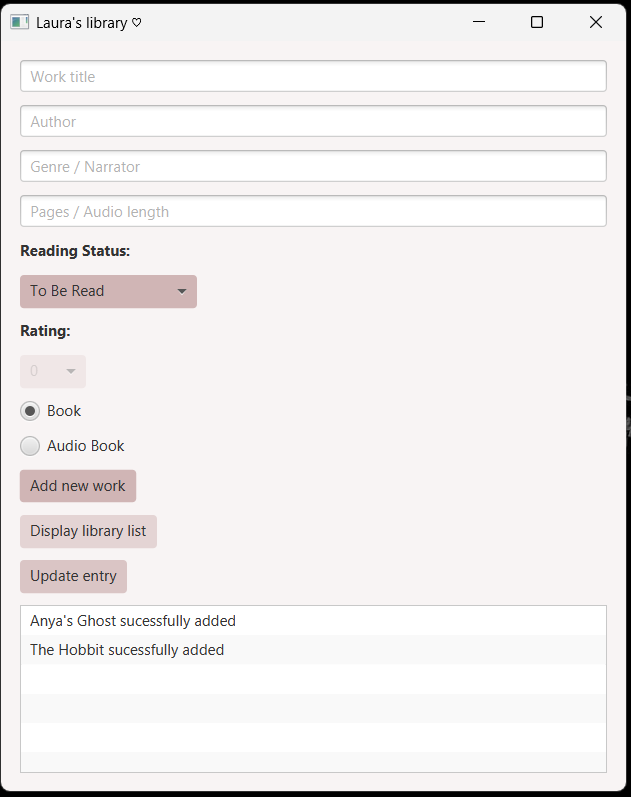 Laura's library ♡
Work title
Author
Genre / Narrator
Pages / Audio length
Reading Status:
To Be Read
Rating:
0
Book
Audio Book
Add new work
Display library list
Update entry
Anya's Ghost sucessfully added
The Hobbit sucessfully added